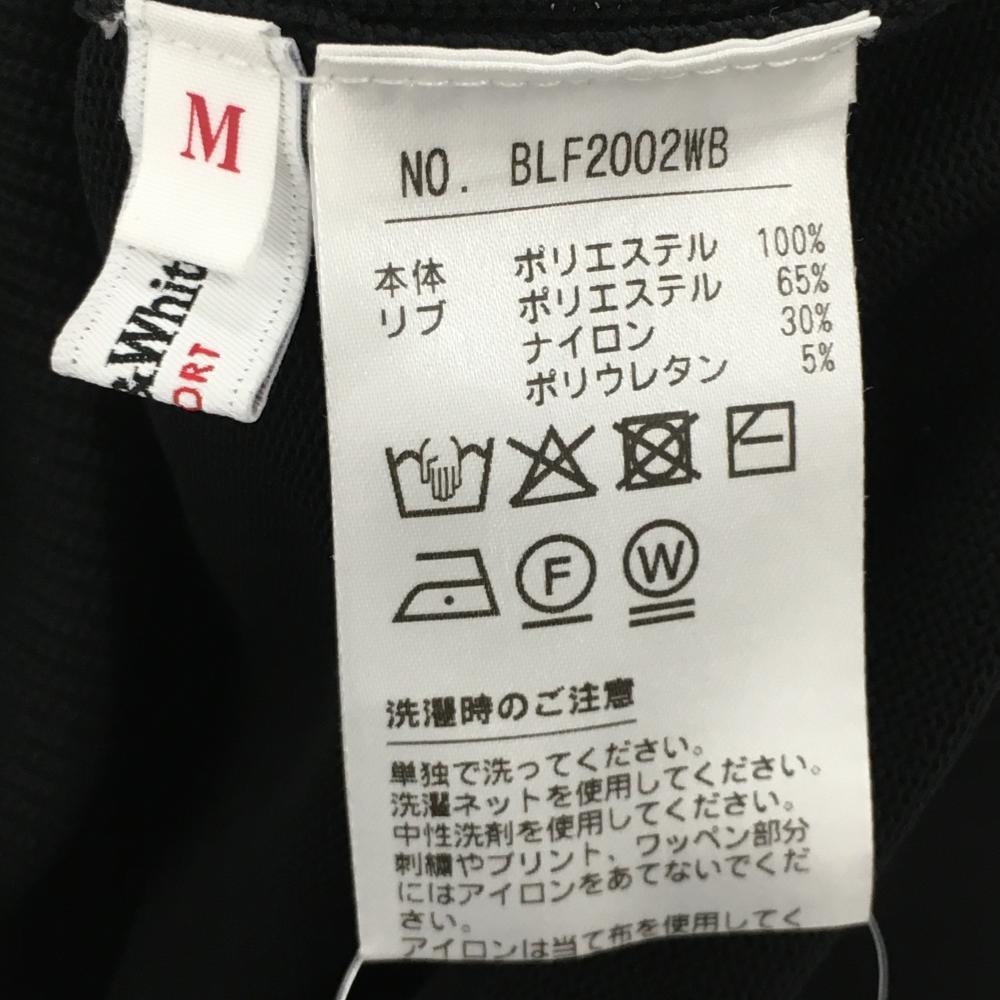 M
&Whit
ORT
NO. BLF2002WB
本体 ポリエステル 100%
リブ ポリエステル 65%
ナイロン 30%
ポリウレタン 5%
F W
洗濯時のご注意
単独で洗ってください。
洗濯ネットを使用してください。
中性洗剤を使用してください。
刺繍やプリント、ワッペン部分
にはアイロンをあてないでくだ
さい。
アイロンは当て布を使用してく